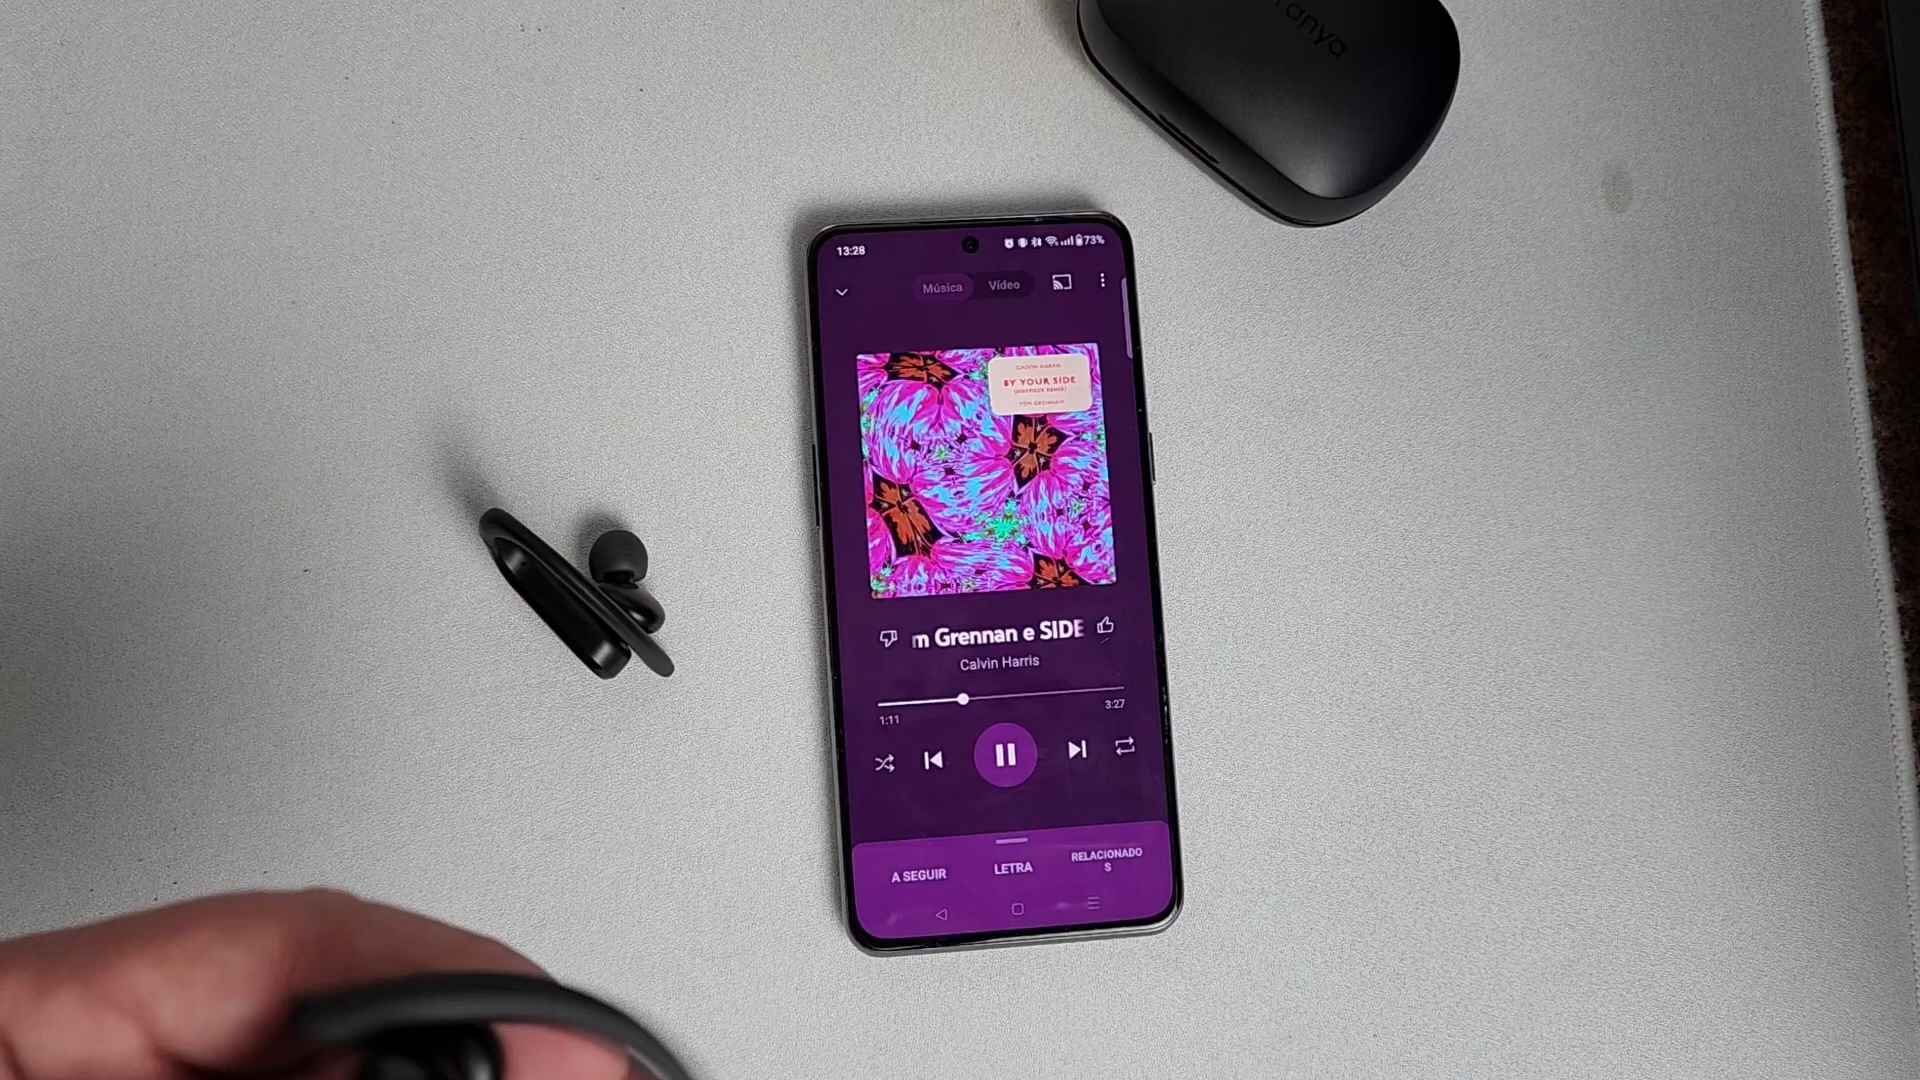 ranya
13:28
73%
Música Vídeo
CALVIN HARRIS
BY YOUR SIDE
TOM GRENNAN
m Grennan e SIDE
Calvin Harris
1:11 3:27
A SEGUIR LETRA RELACIONADO
S